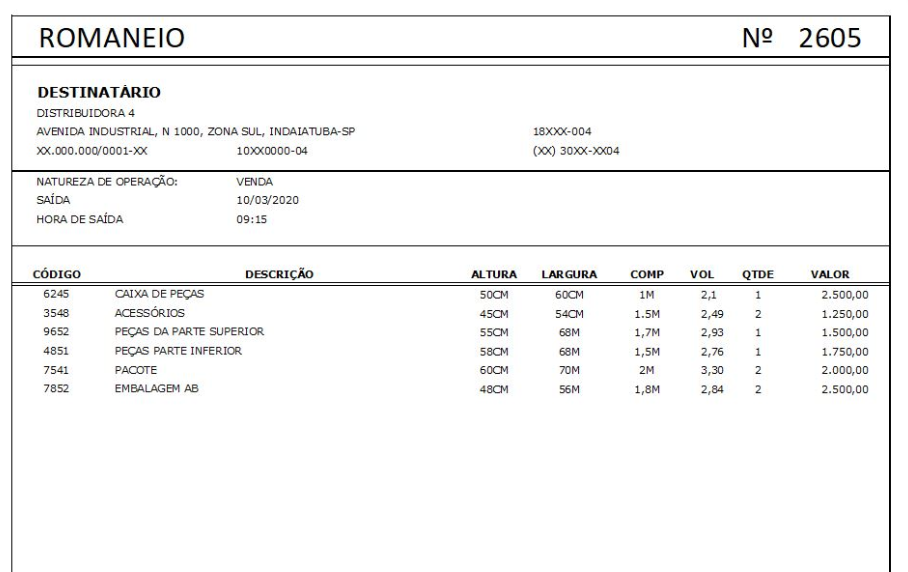 ROMANEIO Nº 2605
DESTINATÁRIO
DISTRIBUIDORA 4
AVENIDA INDUSTRIAL, N 1000, ZONA SUL, INDAIATUBA-SP 18XXX-004
XX.000.000/0001-XX 10XX0000-04 (XX) 30XX-XX04
NATUREZA DE OPERAÇÃO: VENDA
SAÍDA 10/03/2020
HORA DE SAÍDA 09:15
CÓDIGO DESCRIÇÃO ALTURA LARGURA COMP VOL QTDE VALOR
6245 CAIXA DE PEÇAS 50CM 60CM 1M 2,1 1 2.500,00
3548 ACESSÓRIOS 45CM 54CM 1.5M 2,49 2 1.250,00
9652 PEÇAS DA PARTE SUPERIOR 55CM 68M 1,7M 2,93 1 1.500,00
4851 PEÇAS PARTE INFERIOR 58CM 68M 1,5M 2,76 1 1.750,00
7541 PACOTE 60CM 70M 2M 3,30 2 2.000,00
7852 EMBALAGEM AB 48CM 56M 1,8M 2,84 2 2.500,00